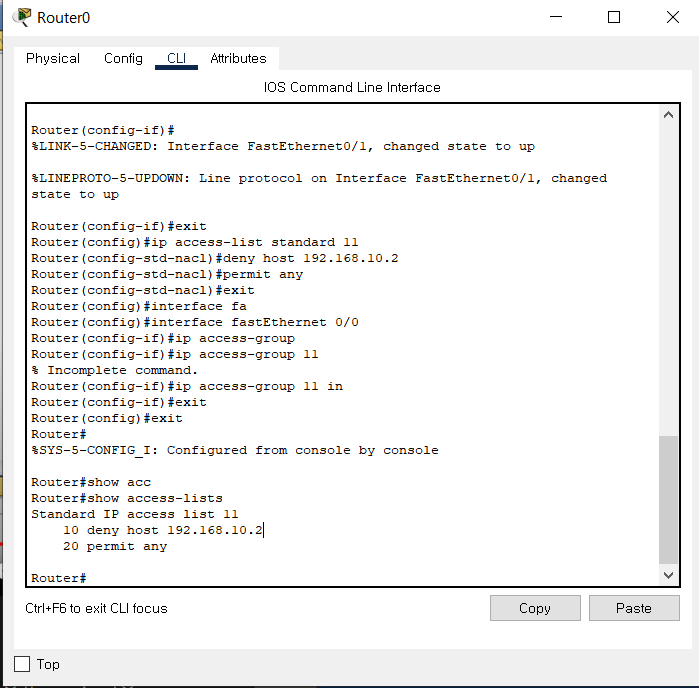 Router0
Physical Config CLI Attributes
IOS Command Line Interface
Router(config-if)#
%LINK-5-CHANGED: Interface FastEthernet0/1, changed state to up
%LINEPROTO-5-UPDOWN: Line protocol on Interface FastEthernet0/1, changed
state to up
Router(config-if)#exit
Router(config)#ip access-list standard 11
Router(config-std-nacl)#deny host 192.168.10.2
Router(config-std-nacl)#permit any
Router(config-std-nacl)#exit
Router(config)#interface fa
Router(config)#interface fastEthernet 0/0
Router(config-if)#ip access-group
Router(config-if)#ip access-group 11
% Incomplete command.
Router(config-if)#ip access-group 11 in
Router(config-if)#exit
Router(config)#exit
Router#
%SYS-5-CONFIG_I: Configured from console by console
Router#show acc
Router#show access-lists
Standard IP access list 11
10 deny host 192.168.10.2
20 permit any
Router#
Ctrl+F6 to exit CLI focus
Copy Paste
Top